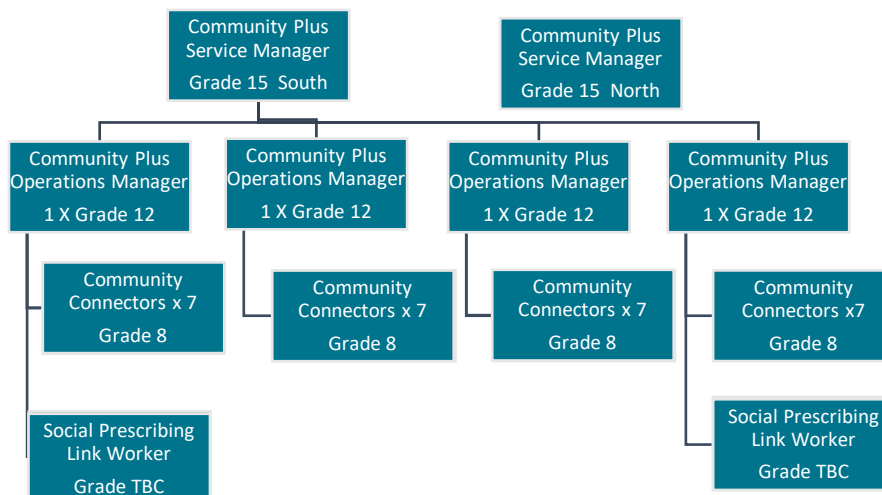 Community Plus
Service Manager
Grade 15 South
Community Plus
Service Manager
Grade 15 North
Community Plus
Operations Manager
1 X Grade 12
Community Plus
Operations Manager
1 X Grade 12
Community Plus
Operations Manager
1 X Grade 12
Community Plus
Operations Manager
1 X Grade 12
Community
Connectors x 7
Grade 8
Community
Connectors x 7
Grade 8
Community
Connectors x 7
Grade 8
Community
Connectors x7
Grade 8
Social Prescribing
Link Worker
Grade TBC
Social Prescribing
Link Worker
Grade TBC